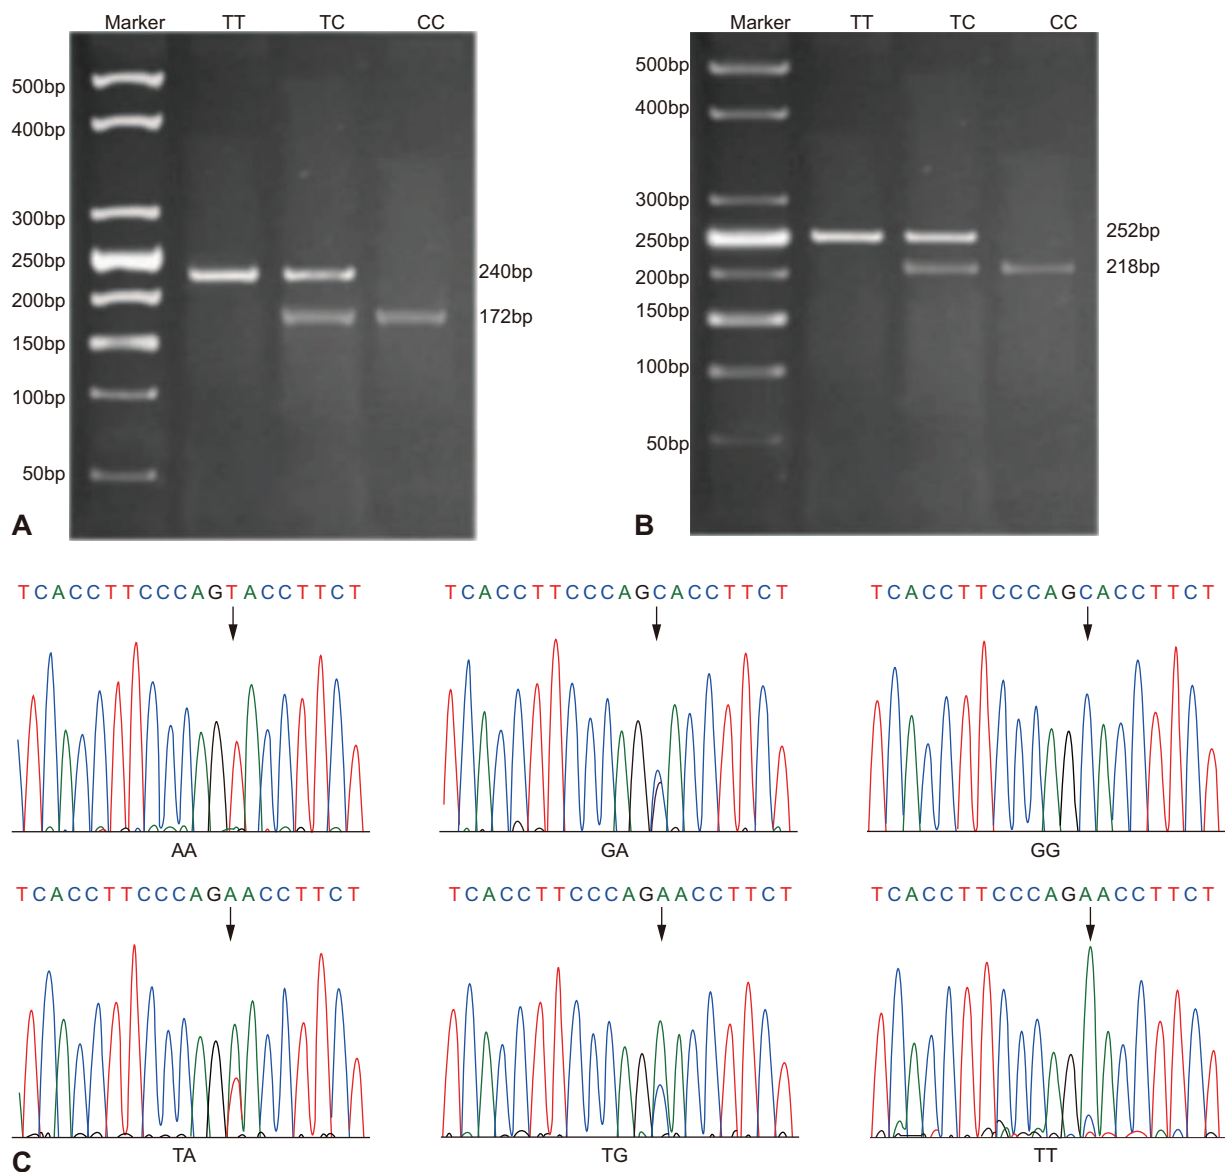 Marker TT TC CC
500bp
400bp
300bp
250bp
200bp
150bp
100bp
50bp
240bp
172bp
A
Marker TT TC CC
500bp
400bp
300bp
250bp
200bp
150bp
100bp
50bp
252bp
218bp
B
TCACCTTCCCAGTACCTTCT
AA
TCACCTTCCCAGCACCTTCT
GA
TCACCTTCCCAGCACCTTCT
GG
TCACCTTCCCAGAACCTTCT
TA
TCACCTTCCCAGAACCTTCT
TG
TCACCTTCCCAGAACCTTCT
TT
C